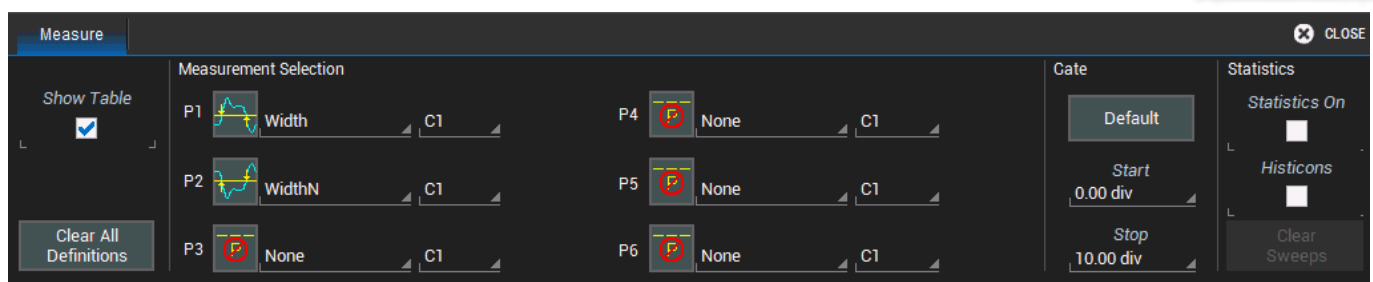 Measure
CLOSE
Show Table
Clear All
Definitions
Measurement Selection
P1 Width C1
P2 WidthN C1
P3 P None C1
P4 P None C1
P5 P None C1
P6 P None C1
Gate
Default
Start
0.00 div
Stop
10.00 div
Statistics
Statistics On
Histicons
Clear
Sweeps